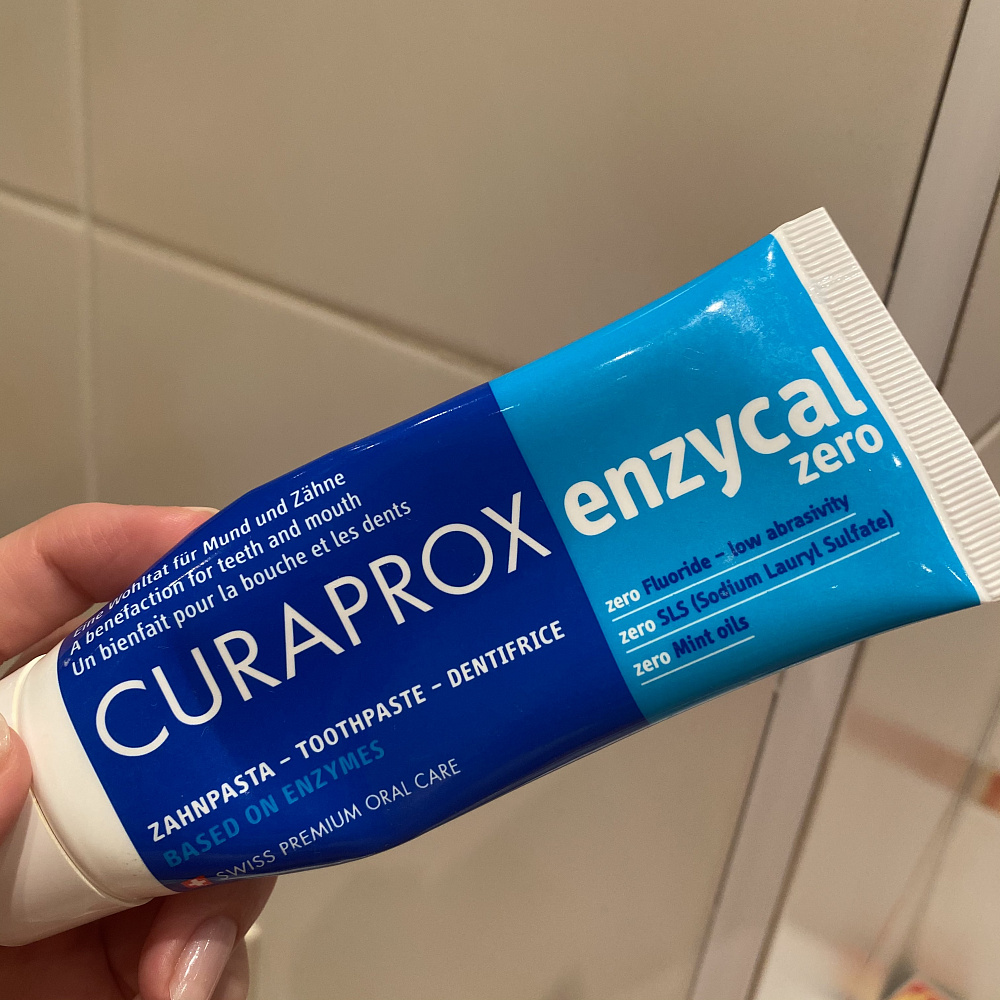 Eine Wohltat für Mund und Zähne
A benefaction for teeth and mouth
Un bienfait pour la bouche et les dents
CURAPROX
ZAHNPASTA – TOOTHPASTE – DENTIFRICE
BASED ON ENZYMES
SWISS PREMIUM ORAL CARE
enzycal
zero
zero Fluoride – low abrasivity
zero SLS (Sodium Lauryl Sulfate)
zero Mint oils